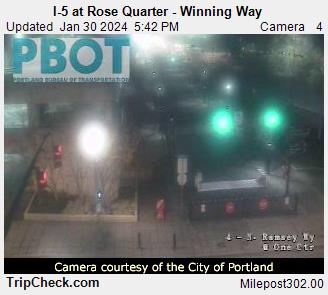 I-5 at Rose Quarter - Winning Way
Updated Jan 30 2024 5:42 PM Camera 4
PBOT
PORTLAND BUREAU OF TRANSPORTATION
4 - N. Ramsey Wy
W One Ctr
Camera courtesy of the City of Portland
TripCheck.com Milepost302.00